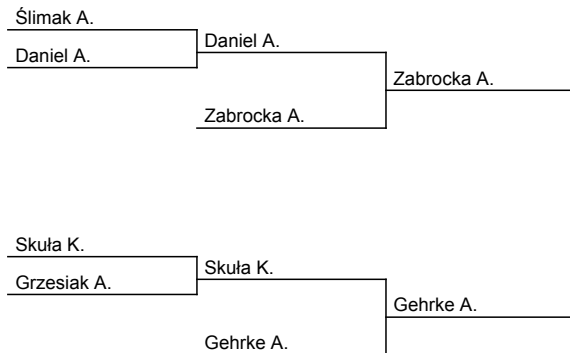 Ślimak A.
Daniel A.
Daniel A.
Zabrocka A.
Zabrocka A.
Skuła K.
Grzesiak A.
Skuła K.
Gehrke A.
Gehrke A.